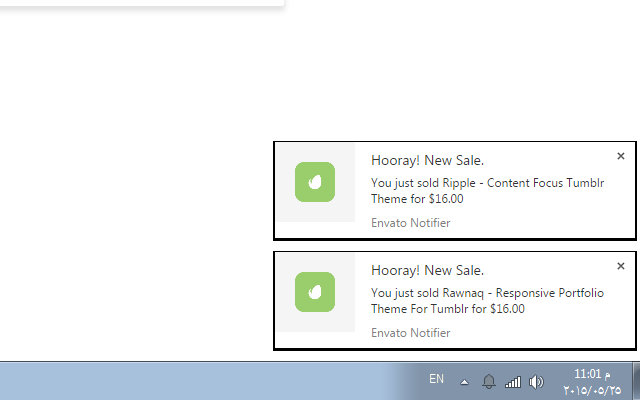 Hooray! New Sale.
You just sold Ripple - Content Focus Tumblr
Theme for $16.00
Envato Notifier
Hooray! New Sale.
You just sold Rawnaq - Responsive Portfolio
Theme For Tumblr for $16.00
Envato Notifier
EN
11:01 م
٢٠١٥/٠٥/٢٥